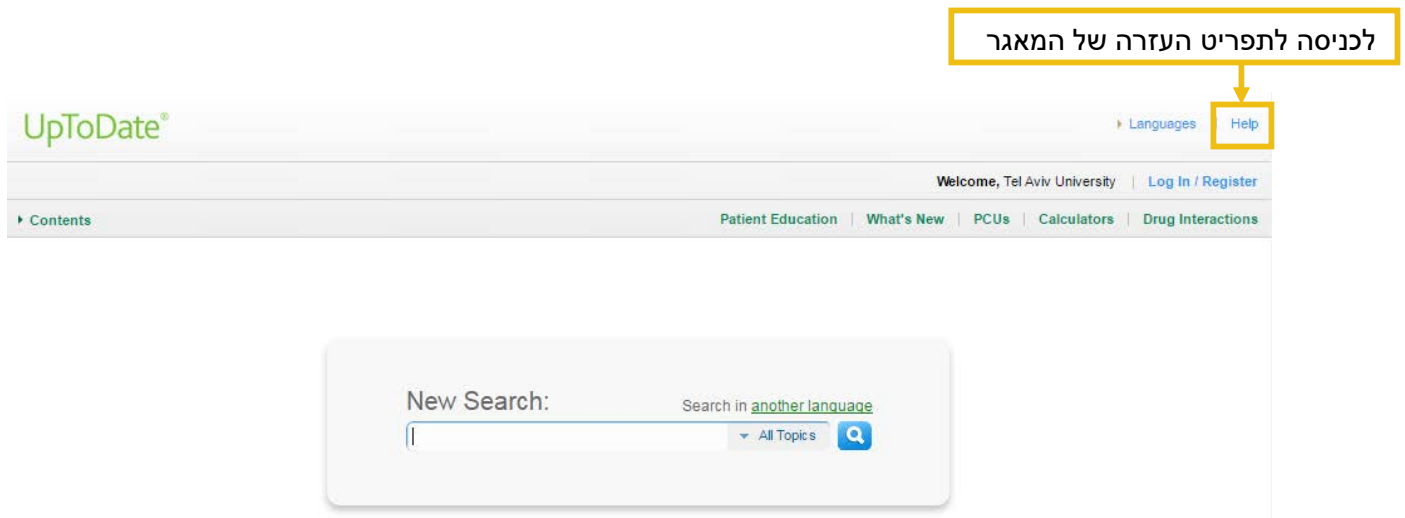 לכניסה לתפריט העזרה של המאגר
UpToDate®
Languages | Help
Welcome, Tel Aviv University | Log In / Register
Contents
Patient Education | What's New | PCUs | Calculators | Drug Interactions
New Search:
Search in another language
All Topics